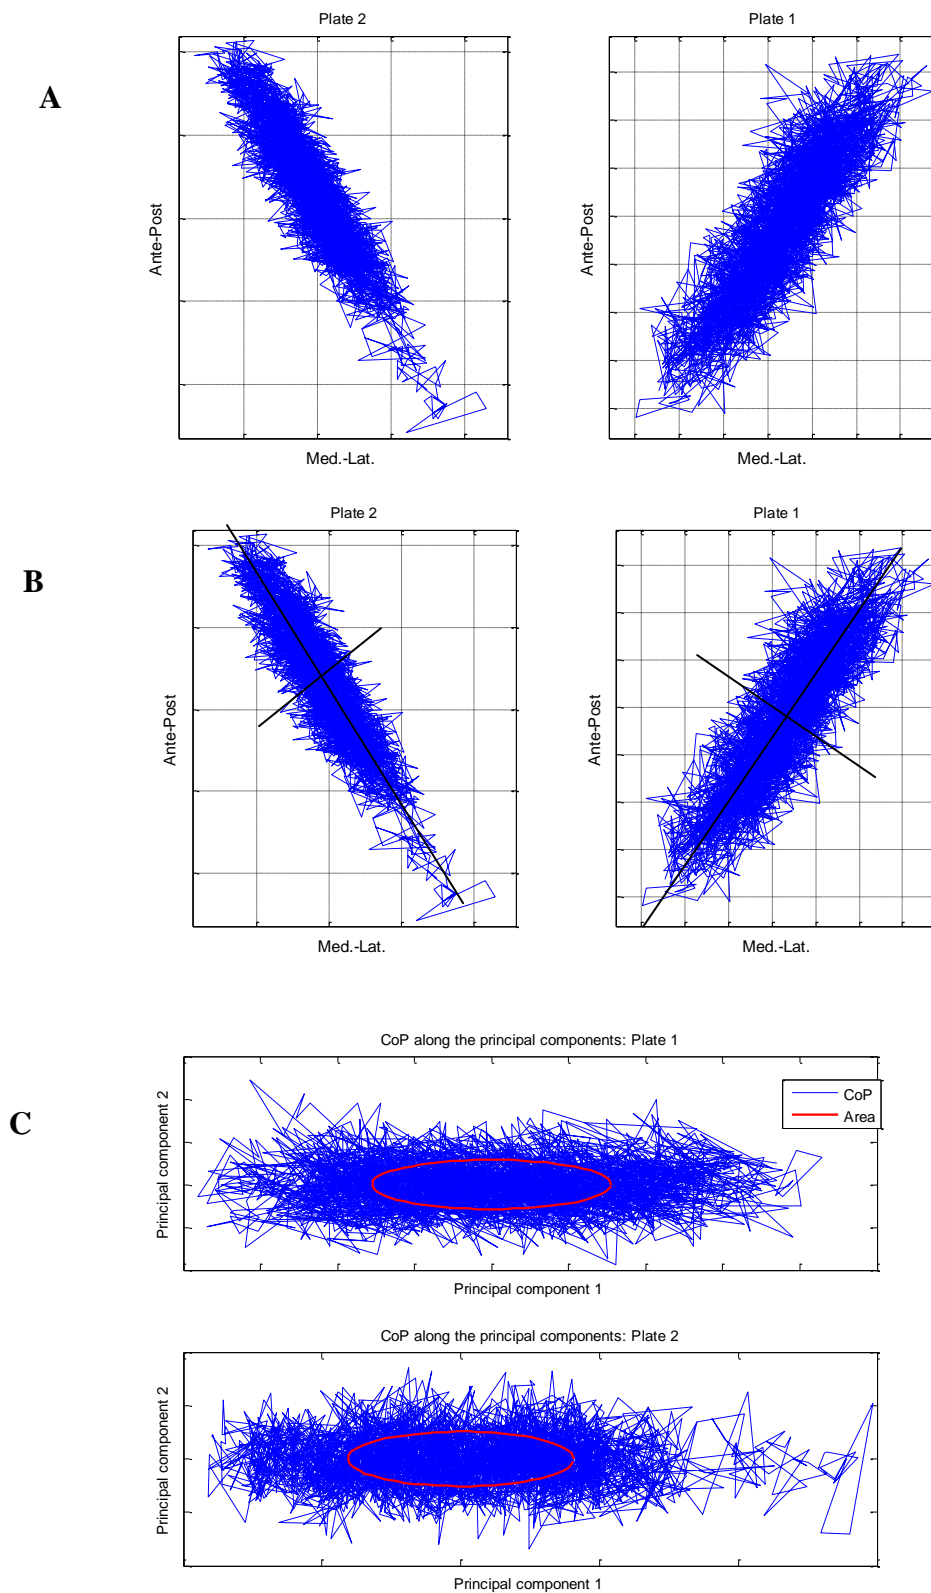 Plate 2
Plate 1
A
Ante-Post
Ante-Post
Med.-Lat.
Med.-Lat.
Plate 2
Plate 1
B
Ante-Post
Ante-Post
Med.-Lat.
Med.-Lat.
CoP along the principal components: Plate 1
C
Principal component 2
CoP
Area
Principal component 1
CoP along the principal components: Plate 2
Principal component 2
Principal component 1